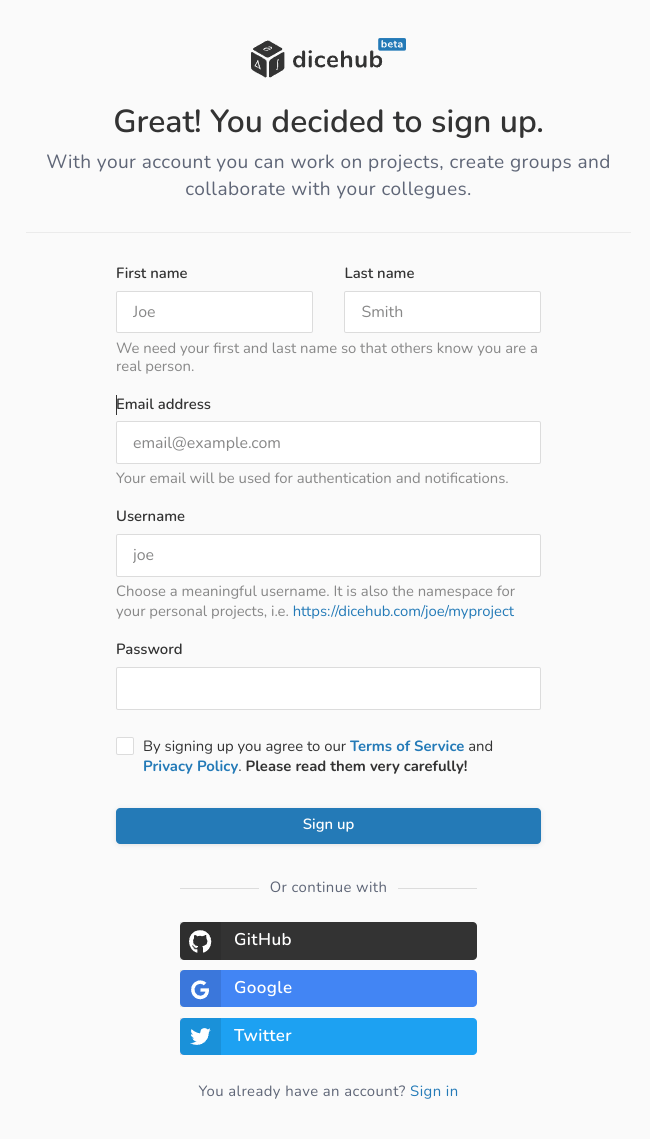 dicehub beta
Great! You decided to sign up.
With your account you can work on projects, create groups and
collaborate with your collegues.
First name
Last name
Joe
Smith
We need your first and last name so that others know you are a
real person.
Email address
email@example.com
Your email will be used for authentication and notifications.
Username
joe
Choose a meaningful username. It is also the namespace for
your personal projects, i.e. https://dicehub.com/joe/myproject
Password
By signing up you agree to our Terms of Service and
Privacy Policy. Please read them very carefully!
Sign up
Or continue with
GitHub
Google
Twitter
You already have an account? Sign in